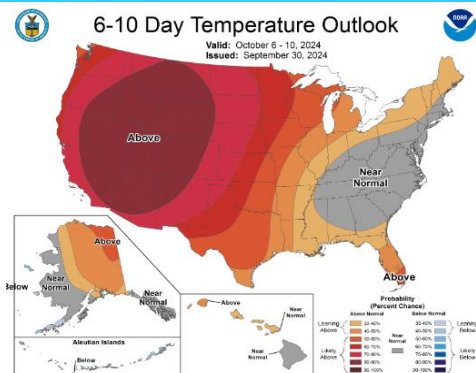 6-10 Day Temperature Outlook
Valid: October 6 - 10, 2024
Issued: September 30, 2024
NOAA
Above
Near
Normal
Above
Above
Near
Normal
Below
Near
Normal
Aleutian Islands
Below
Above
Near
Normal
Near
Normal
Probability
(Percent Chance)
Above Normal
Below Normal
Leaning
Above
Likely
Above
Near
Normal
Leaning
Below
Likely
Below
33-40%
40-50%
50-60%
60-70%
70-80%
80-90%
90-100%
33-40%
40-50%
50-60%
60-70%
70-80%
80-90%
90-100%